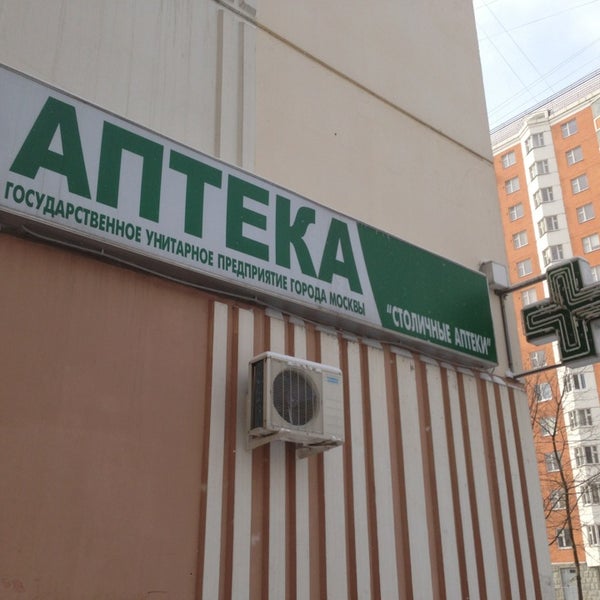 АПТЕКА
ГОСУДАРСТВЕННОЕ УНИТАРНОЕ ПРЕДПРИЯТИЕ ГОРОДА МОСКВЫ
"СТОЛИЧНЫЕ АПТЕКИ"